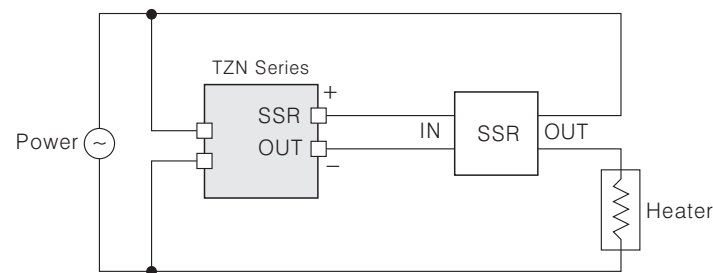 TZN Series
+
SSR
IN
SSR
OUT
Power
~
OUT
−
Heater